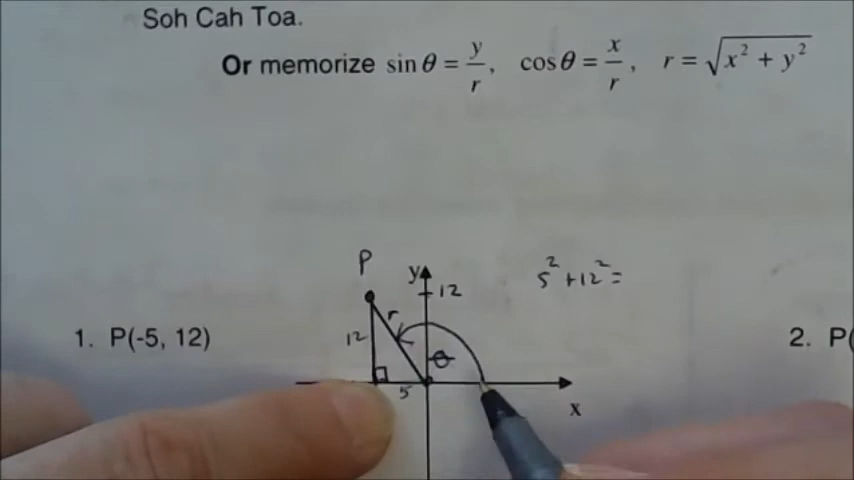 Soh Cah Toa.
Or memorize sin θ = y/r, cos θ = x/r, r = √(x² + y²)
P
y
12
5² + 12² =
r
1. P(-5, 12)
12
θ
2. P(
5
x